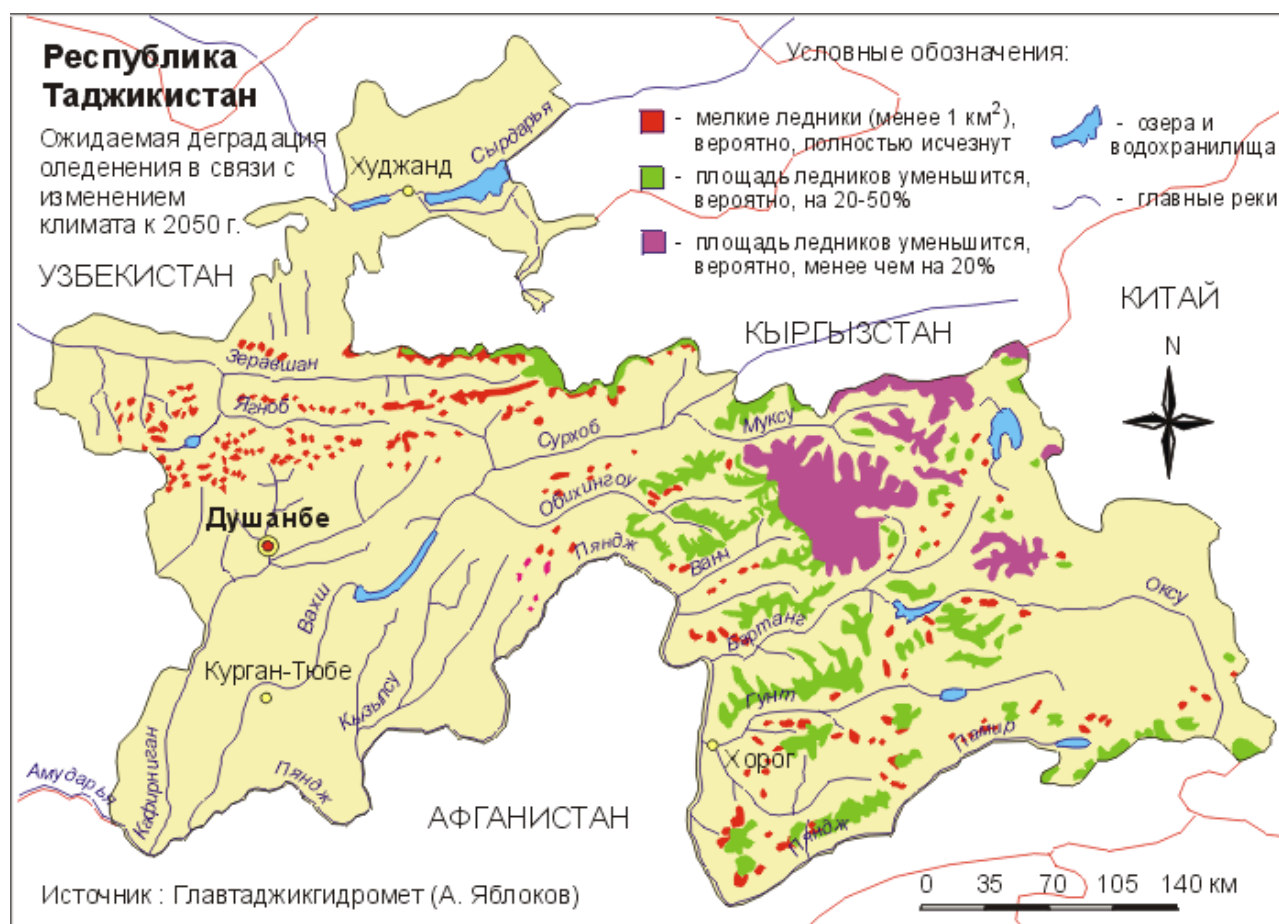 Республика
Таджикистан
Ожидаемая деградация
оледенения в связи с
изменением
климата к 2050 г.
Условные обозначения:
- мелкие ледники (менее 1 км²),
вероятно, полностью исчезнут
- площадь ледников уменьшится,
вероятно, на 20-50%
- площадь ледников уменьшится,
вероятно, менее чем на 20%
- озера и
водохранилища
- главные реки
Худжанд
Сырдарья
УЗБЕКИСТАН
КЫРГЫЗСТАН
КИТАЙ
N
Зеравшан
Ягноб
Сурхоб
Муксу
Обихингоу
Душанбе
Пяндж
Ванч
Вахш
Бартанг
Оксу
Курган-Тюбе
Кызылсу
Гунт
Памир
Хорог
Амударья
Кафирниган
Пяндж
АФГАНИСТАН
Пяндж
Источник : Главтаджикгидромет (А. Яблоков)
0 35 70 105 140 км